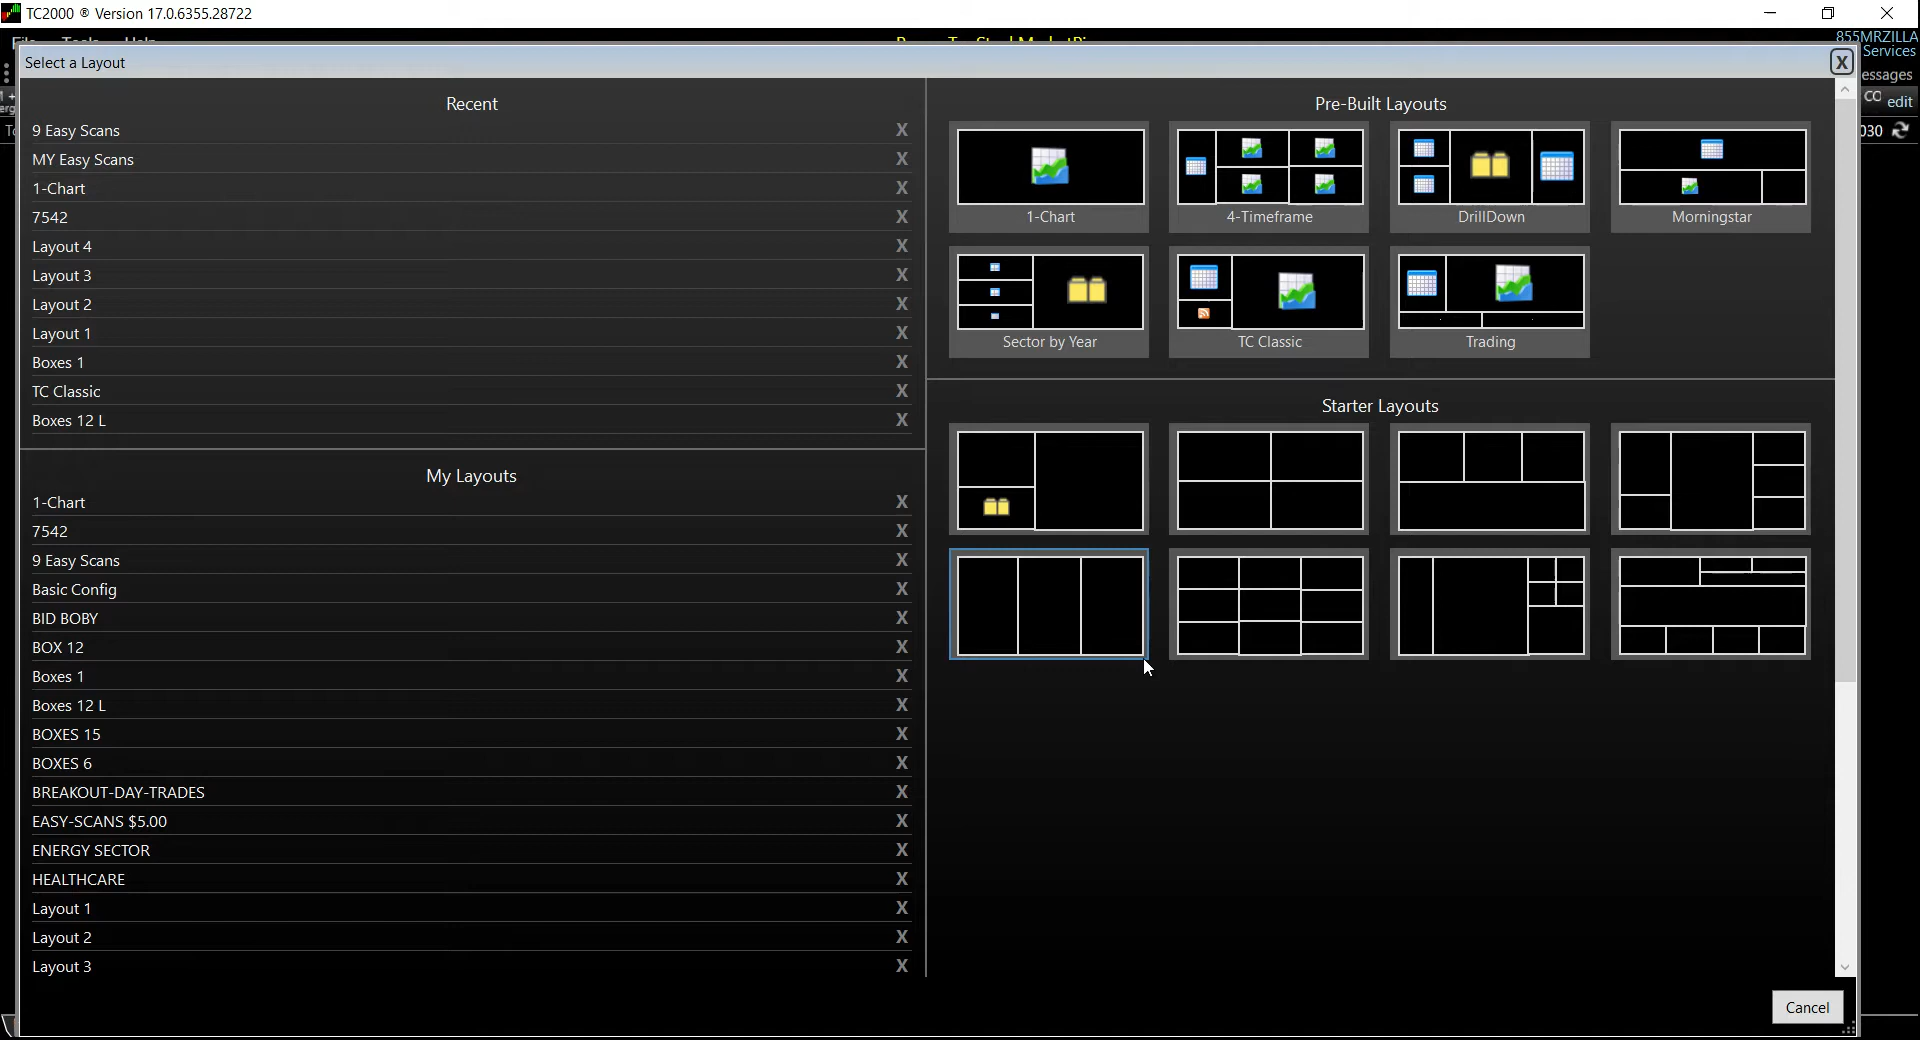 TC2000 ® Version 17.0.6355.28722
File Tools Help
855MRZILLA
Services
Select a Layout
X
essages
edit
030
Recent
9 Easy Scans X
MY Easy Scans X
1-Chart X
7542 X
Layout 4 X
Layout 3 X
Layout 2 X
Layout 1 X
Boxes 1 X
TC Classic X
Boxes 12 L X
My Layouts
1-Chart X
7542 X
9 Easy Scans X
Basic Config X
BID BOBY X
BOX 12 X
Boxes 1 X
Boxes 12 L X
BOXES 15 X
BOXES 6 X
BREAKOUT-DAY-TRADES X
EASY-SCANS $5.00 X
ENERGY SECTOR X
HEALTHCARE X
Layout 1 X
Layout 2 X
Layout 3 X
Pre-Built Layouts
1-Chart 4-Timeframe DrillDown Morningstar
Sector by Year TC Classic Trading
Starter Layouts
Cancel